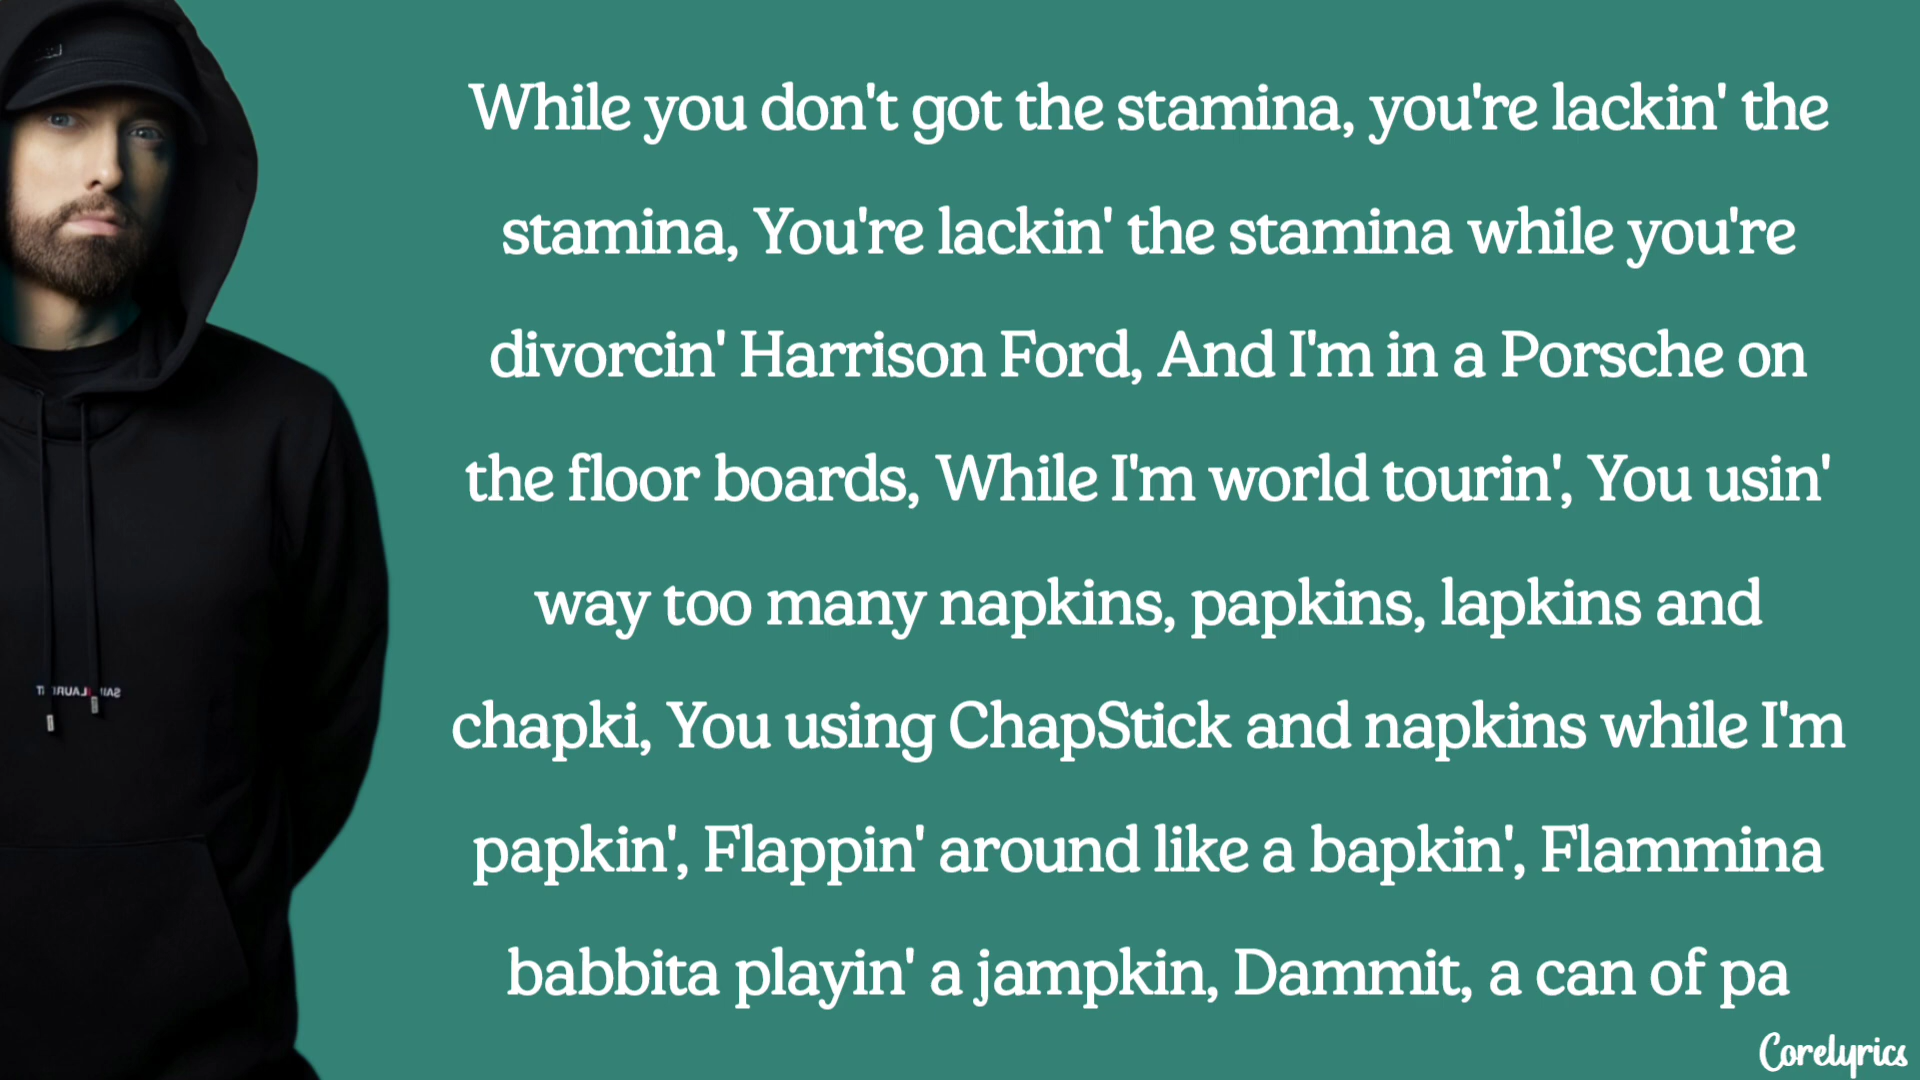 While you don't got the stamina, you're lackin' the
stamina, You're lackin' the stamina while you're
divorcin' Harrison Ford, And I'm in a Porsche on
the floor boards, While I'm world tourin', You usin'
way too many napkins, papkins, lapkins and
chapki, You using ChapStick and napkins while I'm
papkin', Flappin' around like a bapkin', Flammina
babbita playin' a jampkin, Dammit, a can of pa
Corelyrics